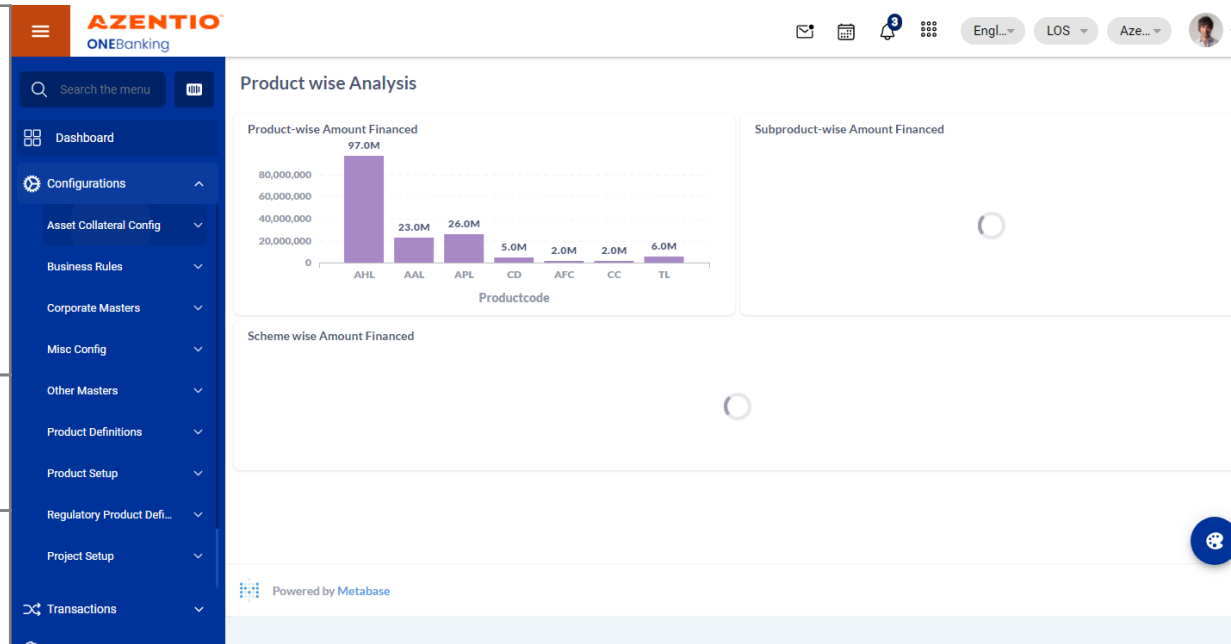 AZENTIO
ONEBanking
3
Engl...
LOS
Aze...
Search the menu
Dashboard
Configurations
Asset Collateral Config
Business Rules
Corporate Masters
Misc Config
Other Masters
Product Definitions
Product Setup
Regulatory Product Defi...
Project Setup
Transactions
Product wise Analysis
Product-wise Amount Financed
97.0M
80,000,000
60,000,000
40,000,000
23.0M 26.0M
20,000,000
5.0M 2.0M 2.0M 6.0M
0
AHL AAL APL CD AFC CC TL
Productcode
Subproduct-wise Amount Financed
Scheme wise Amount Financed
Powered by Metabase